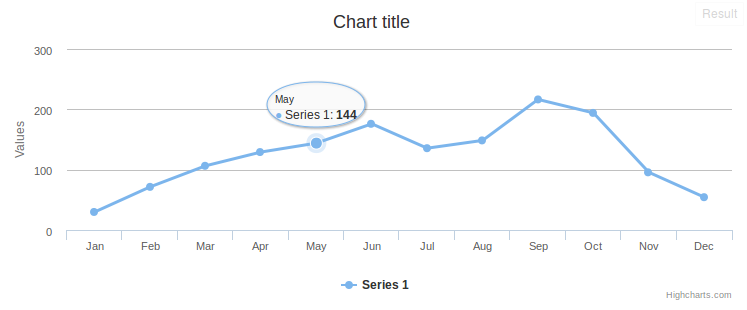 Result
Chart title
Values
300
200
100
0
May
Series 1: 144
Jan Feb Mar Apr May Jun Jul Aug Sep Oct Nov Dec
Series 1
Highcharts.com